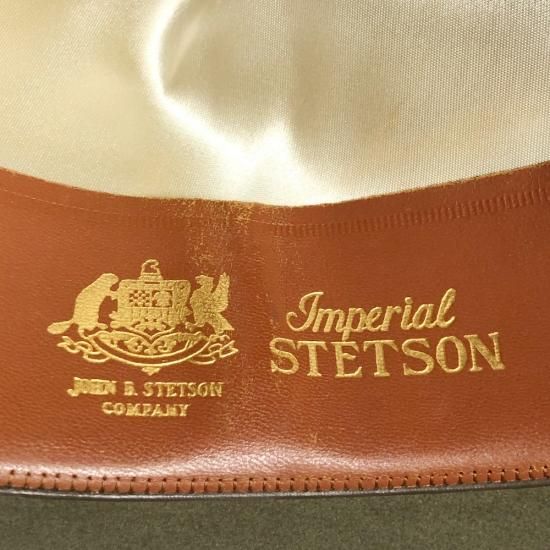 JOHN B. STETSON
COMPANY
Imperial
STETSON